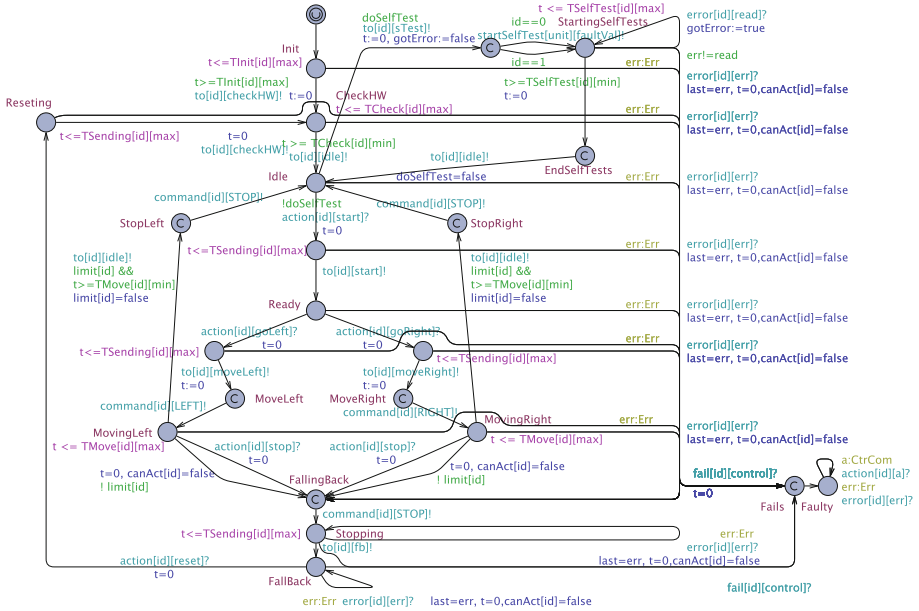 t <= TSelfTest[id][max]
doSelfTest
to[id][sTest]!
t:=0, gotError:=false
id==0
StartingSelfTests
startSelfTest[unit][faultVal]!
id==1
error[id][read]?
gotError:=true
err!=read
Init
t<=TInit[id][max]
t>=TInit[id][max]
to[id][checkHW]!
t:=0
t>=TSelfTest[id][min]
t:=0
err:Err
error[id][err]?
last=err, t=0,canAct[id]=false
Reseting
CheckHW
t <= TCheck[id][max]
err:Err
error[id][err]?
last=err, t=0,canAct[id]=false
t<=TSending[id][max]
t=0
to[id][checkHW]!
t >= TCheck[id][min]
to[id][idle]!
to[id][idle]!
EndSelfTests
Idle
doSelfTest=false
err:Err
error[id][err]?
last=err, t=0,canAct[id]=false
command[id][STOP]!
!doSelfTest
action[id][start]?
t=0
command[id][STOP]!
StopLeft
StopRight
t<=TSending[id][max]
err:Err
error[id][err]?
last=err, t=0,canAct[id]=false
to[id][idle]!
limit[id] &&
t>=TMove[id][min]
limit[id]=false
to[id][start]!
to[id][idle]!
limit[id] &&
t>=TMove[id][min]
limit[id]=false
Ready
err:Err
error[id][err]?
last=err, t=0,canAct[id]=false
action[id][goLeft]?
t=0
action[id][goRight]?
t=0
err:Err
error[id][err]?
last=err, t=0,canAct[id]=false
t<=TSending[id][max]
t<=TSending[id][max]
to[id][moveLeft]!
t:=0
to[id][moveRight]!
t:=0
MoveLeft
MoveRight
command[id][LEFT]!
command[id][RIGHT]!
MovingLeft
t <= TMove[id][max]
MovingRight
t <= TMove[id][max]
err:Err
error[id][err]?
last=err, t=0,canAct[id]=false
action[id][stop]?
t=0
action[id][stop]?
t=0
t=0, canAct[id]=false
! limit[id]
t=0, canAct[id]=false
! limit[id]
FallingBack
fail[id][control]?
t=0
Fails
Faulty
a:CtrCom
action[id][a]?
err:Err
error[id][err]?
command[id][STOP]!
t<=TSending[id][max]
Stopping
err:Err
error[id][err]?
last=err, t=0,canAct[id]=false
to[id][fb]!
action[id][reset]?
t=0
FallBack
fail[id][control]?
err:Err
error[id][err]?
last=err, t=0,canAct[id]=false